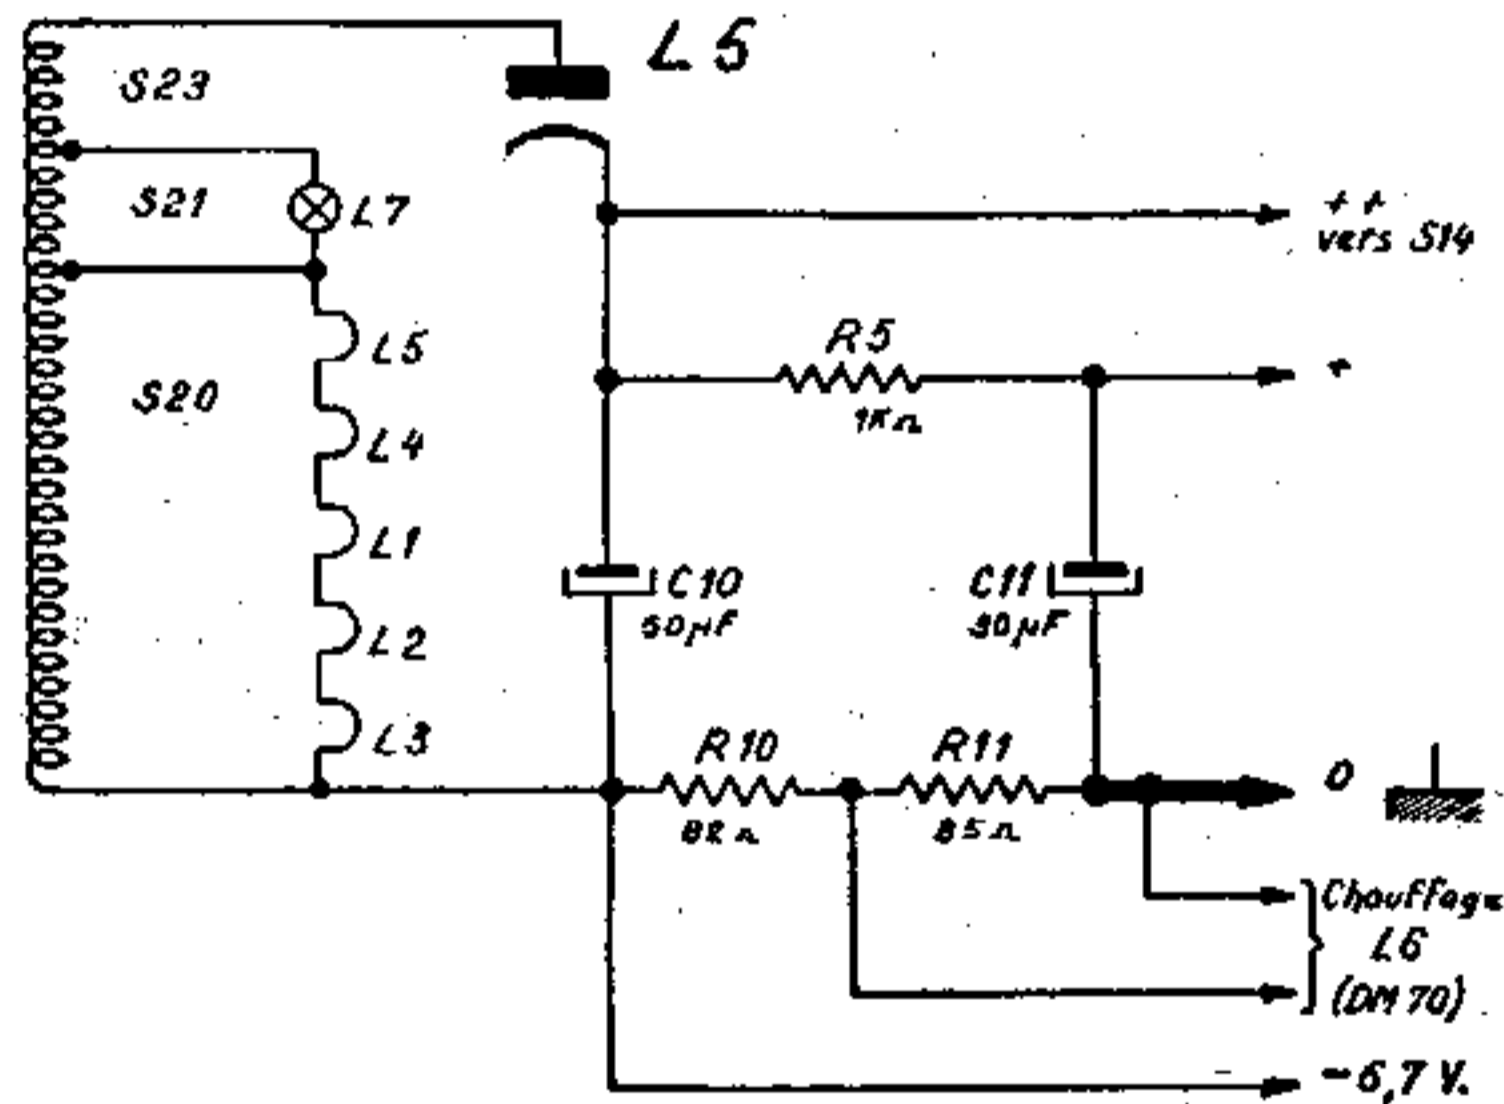 L5
S23
S21
L7
++
vers S14
L5
R5
1KΩ
+
S20
L4
L1
C10
50µF
C11
L2
L3
R10
82Ω
R11
85Ω
0
Chauffage
L6
(DM70)
-6,7 V.